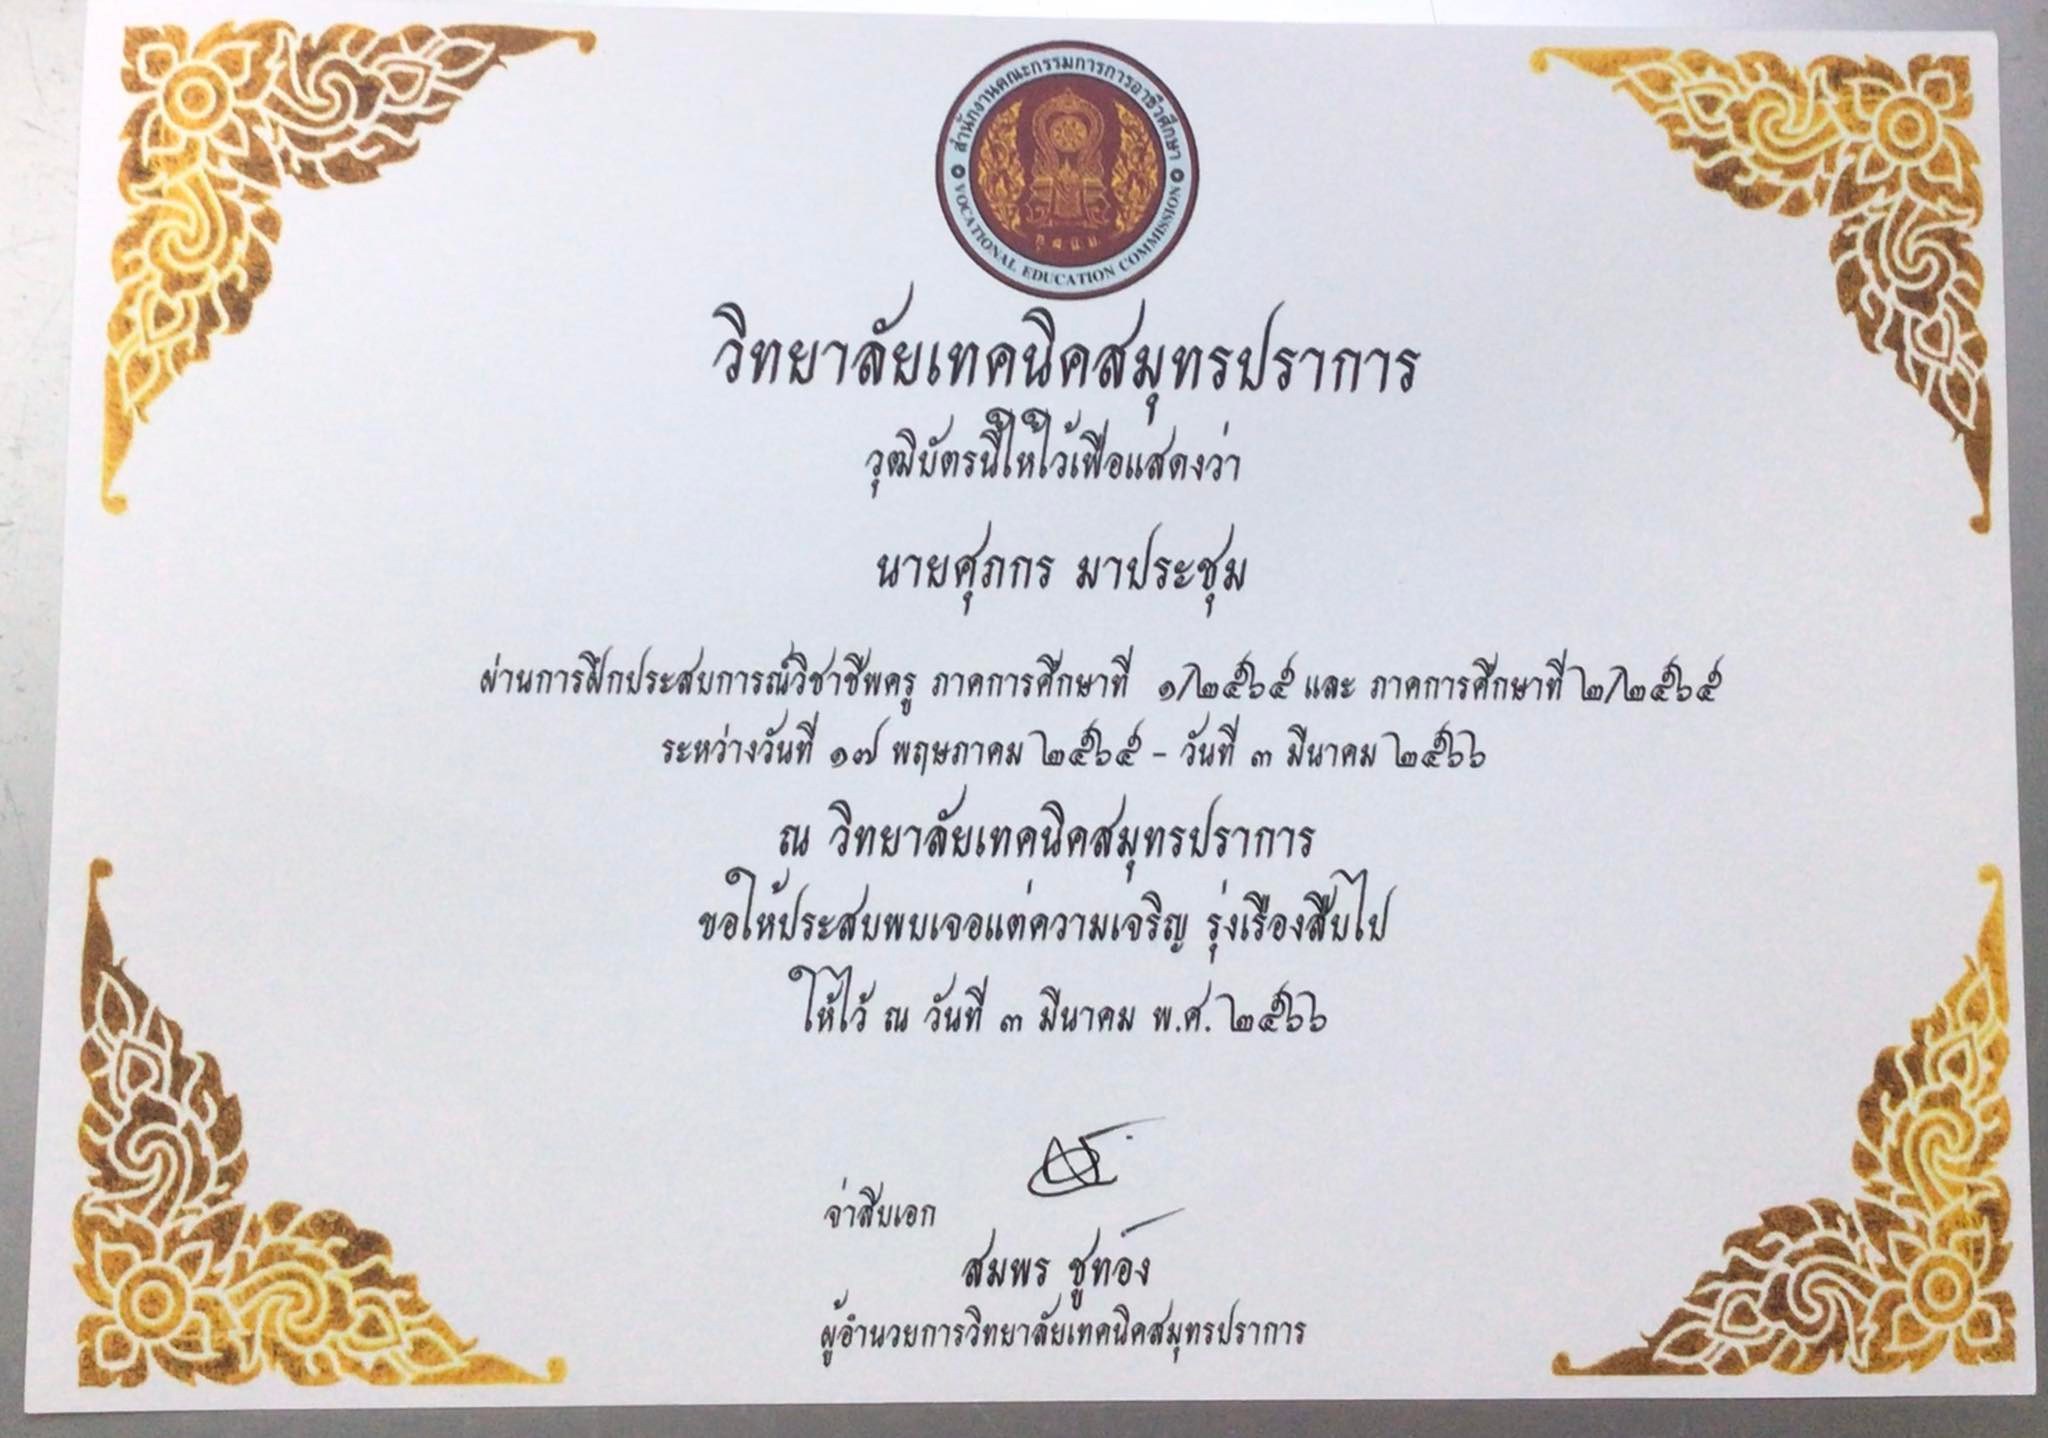 สำนักงานคณะกรรมการการอาชีวศึกษา
VOCATIONAL EDUCATION COMMISSION
วิทยาลัยเทคนิคสมุทรปราการ
วุฒิบัตรนี้ให้ไว้เพื่อแสดงว่า
นายศุภกร มาประชุม
ผ่านการฝึกประสบการณ์วิชาชีพครู ภาคการศึกษาที่ ๑/๒๕๖๕ และ ภาคการศึกษาที่ ๒/๒๕๖๕
ระหว่างวันที่ ๑๗ พฤษภาคม ๒๕๖๕ - วันที่ ๓ มีนาคม ๒๕๖๖
ณ วิทยาลัยเทคนิคสมุทรปราการ
ขอให้ประสบพบเจอแต่ความเจริญ รุ่งเรืองสืบไป
ให้ไว้ ณ วันที่ ๓ มีนาคม พ.ศ. ๒๕๖๖
จ่าสิบเอก
สมพร ชูทอง
ผู้อำนวยการวิทยาลัยเทคนิคสมุทรปราการ